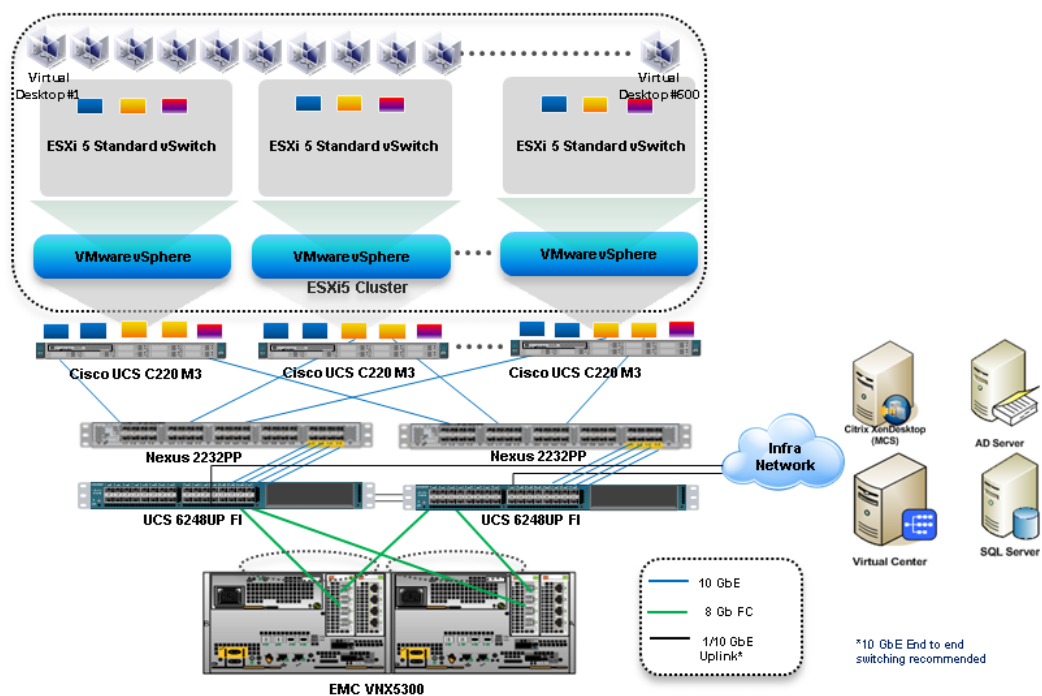 Virtual
Desktop #1
Virtual
Desktop #600
ESXi 5 Standard vSwitch
ESXi 5 Standard vSwitch
ESXi 5 Standard vSwitch
VMware vSphere
VMware vSphere
VMware vSphere
ESXi5 Cluster
Cisco UCS C220 M3
Cisco UCS C220 M3
Cisco UCS C220 M3
Nexus 2232PP
Nexus 2232PP
Infra
Network
Citrix XenDesktop
(MCS)
AD Server
UCS 6248UP FI
UCS 6248UP FI
Virtual Center
SQL Server
10 GbE
8 Gb FC
1/10 GbE
Uplink*
*10 GbE End to end
switching recommended
EMC VNX5300